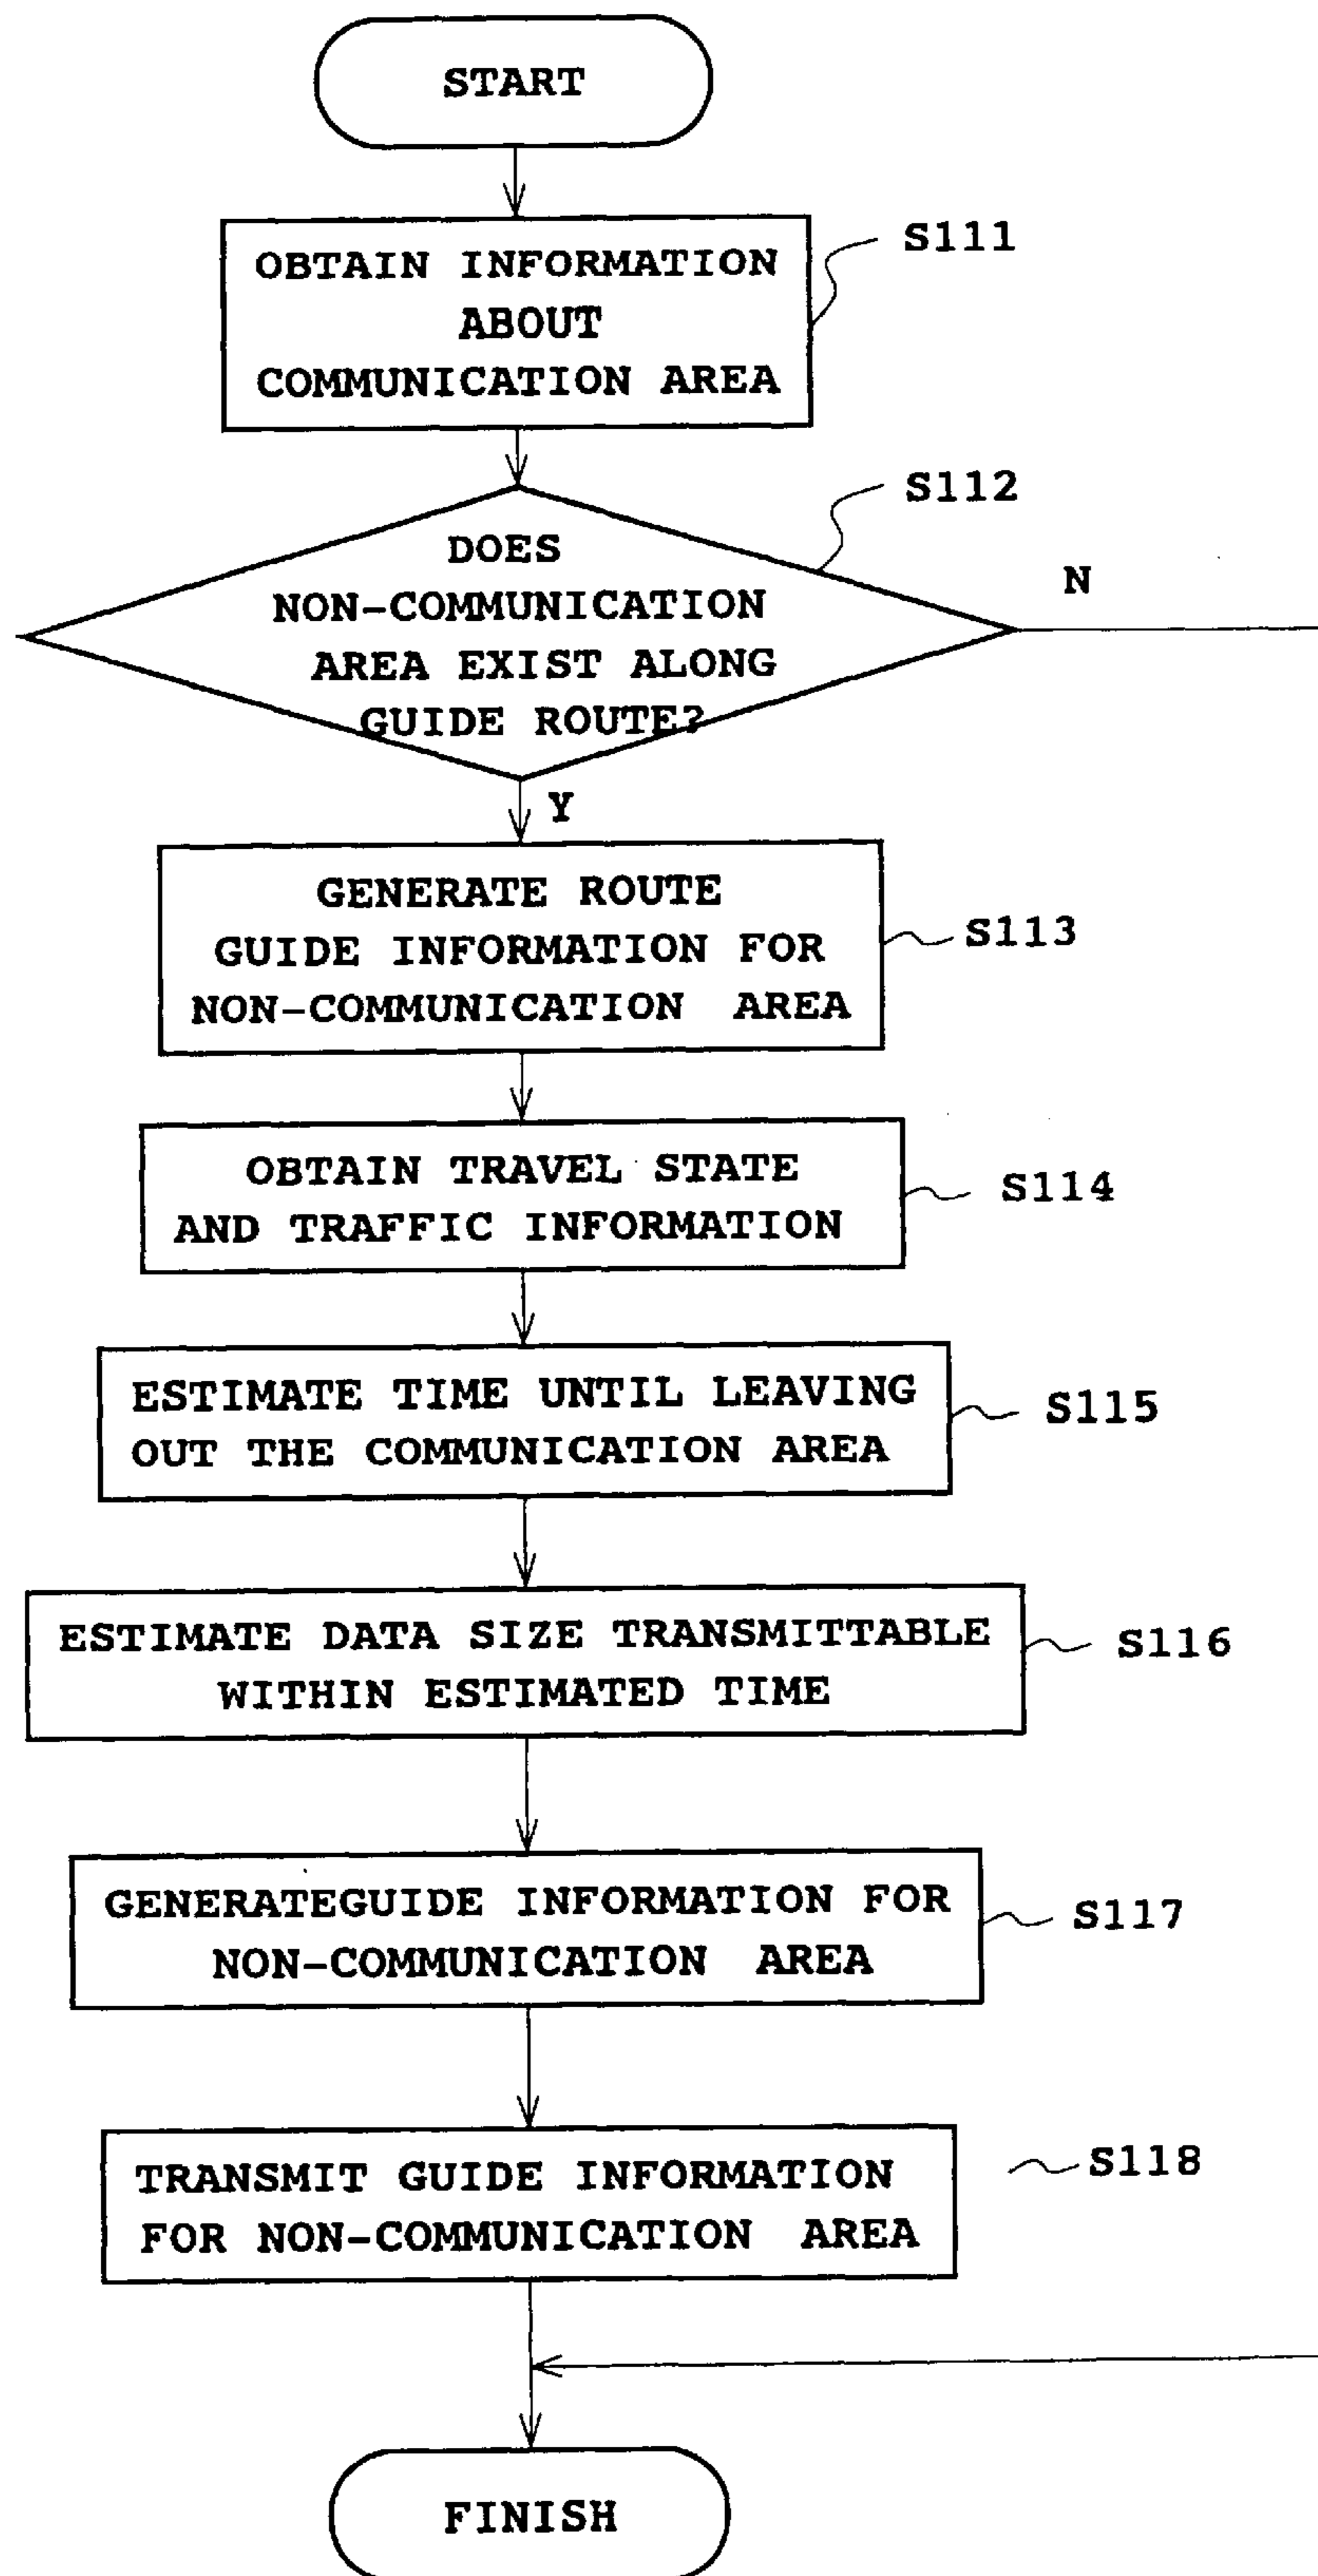 START
OBTAIN INFORMATION
ABOUT
COMMUNICATION AREA
S111
DOES
NON-COMMUNICATION
AREA EXIST ALONG
GUIDE ROUTE?
S112
N
Y
GENERATE ROUTE
GUIDE INFORMATION FOR
NON-COMMUNICATION AREA
S113
OBTAIN TRAVEL STATE
AND TRAFFIC INFORMATION
S114
ESTIMATE TIME UNTIL LEAVING
OUT THE COMMUNICATION AREA
S115
ESTIMATE DATA SIZE TRANSMITTABLE
WITHIN ESTIMATED TIME
S116
GENERATEGUIDE INFORMATION FOR
NON-COMMUNICATION AREA
S117
TRANSMIT GUIDE INFORMATION
FOR NON-COMMUNICATION AREA
S118
FINISH